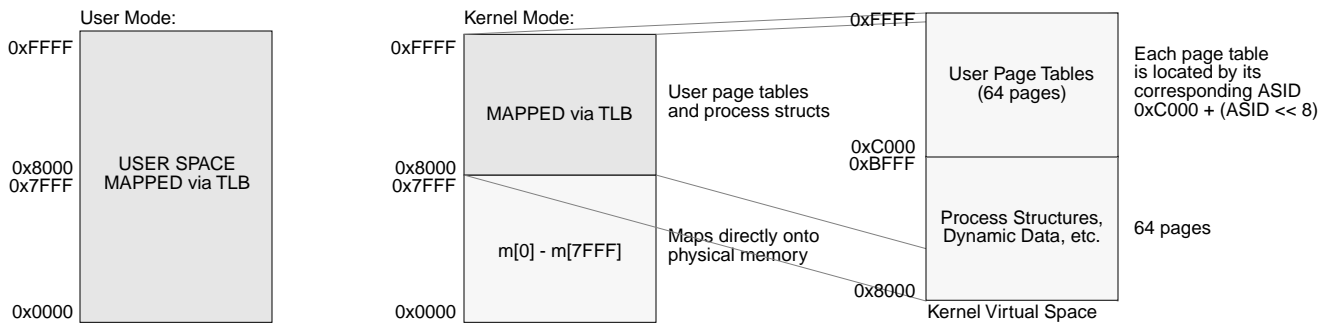 User Mode:
0xFFFF
0x8000
0x7FFF
USER SPACE
MAPPED via TLB
0x0000
Kernel Mode:
0xFFFF
MAPPED via TLB
0x8000
0x7FFF
m[0] - m[7FFF]
0x0000
User page tables
and process structs
Maps directly onto
physical memory
0xFFFF
User Page Tables
(64 pages)
0xC000
0xBFFF
Process Structures,
Dynamic Data, etc.
0x8000
Kernel Virtual Space
Each page table
is located by its
corresponding ASID
0xC000 + (ASID << 8)
64 pages